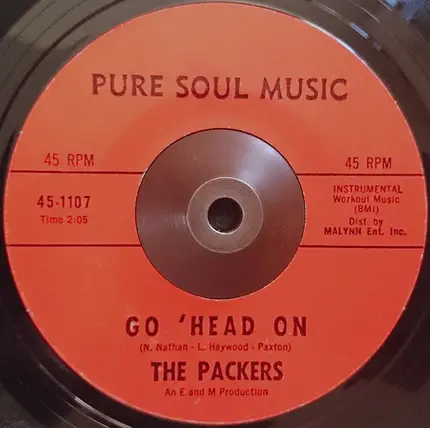 PURE SOUL MUSIC
45 RPM
45 RPM
45-1107
Time 2:05
INSTRUMENTAL
Workout Music
(BMI)
Dist. by
MALYNN Ent. Inc.
GO 'HEAD ON
(N. Nathan - L. Haywood - Paxton)
THE PACKERS
An E and M Production